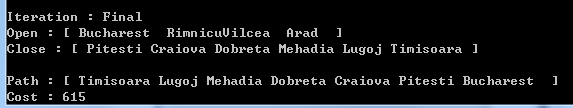 Iteration : Final
Open : [ Bucharest  RimnicuVilcea  Arad  ]
Close : [ Pitesti Craiova Dobreta Mehadia Lugoj Timisoara ]
Path : [ Timisoara Lugoj Mehadia Dobreta Craiova Pitesti Bucharest  ]
Cost : 615